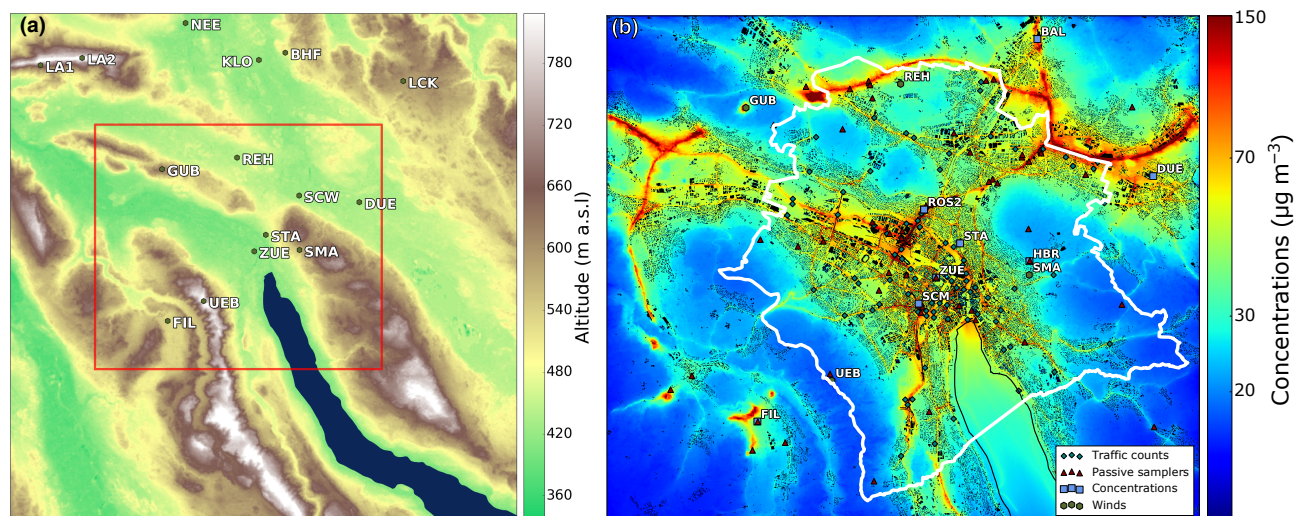 (a)
NEE
LA1
LA2
KLO
BHF
LCK
GUB
REH
SCW
DUE
STA
ZUE
SMA
UEB
FIL
780
720
660
600
540
480
420
360
Altitude (m a.s.l)
(b)
BAL
REH
GUB
DUE
ROS2
STA
HBR
ZUE
SMA
SCM
UEB
FIL
Traffic counts
Passive samplers
Concentrations
Winds
150
70
30
20
Concentrations (µg m⁻³)